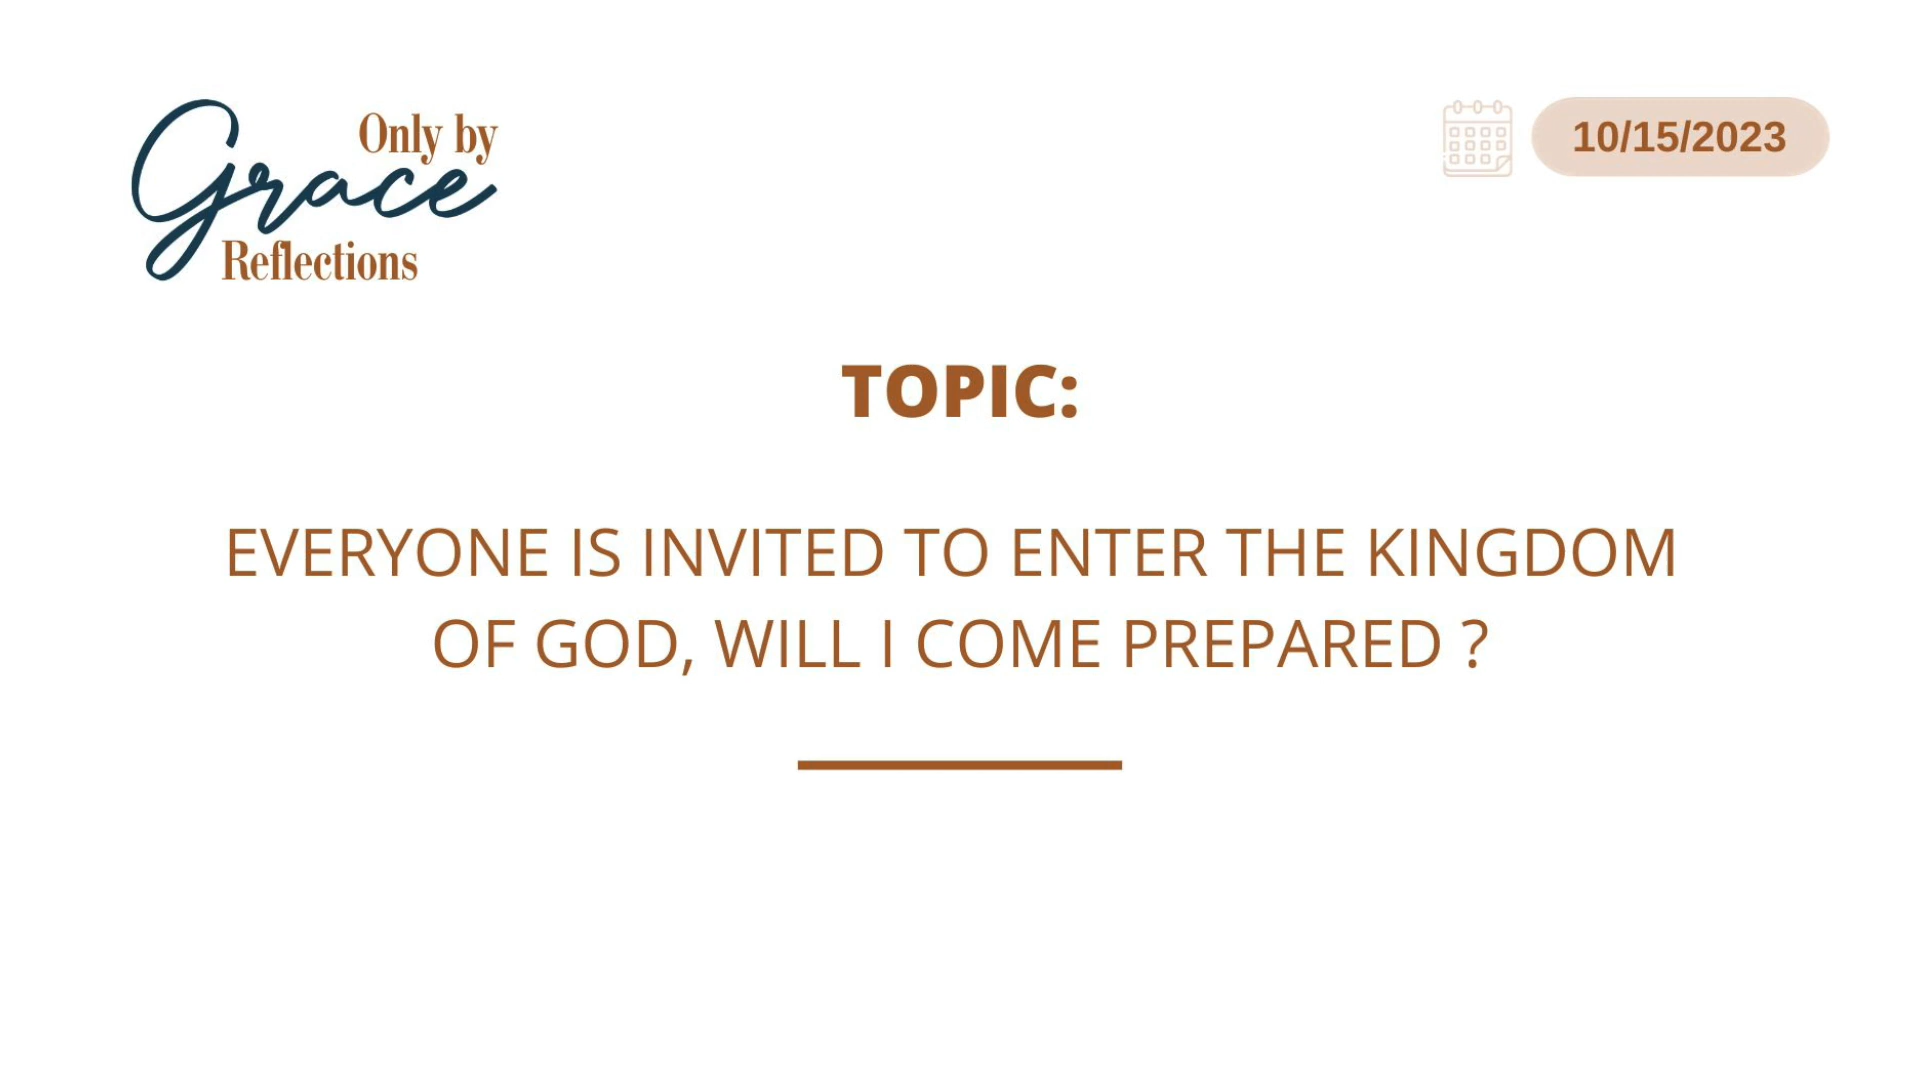 Only by
Grace
Reflections
10/15/2023
TOPIC:
EVERYONE IS INVITED TO ENTER THE KINGDOM
OF GOD, WILL I COME PREPARED ?